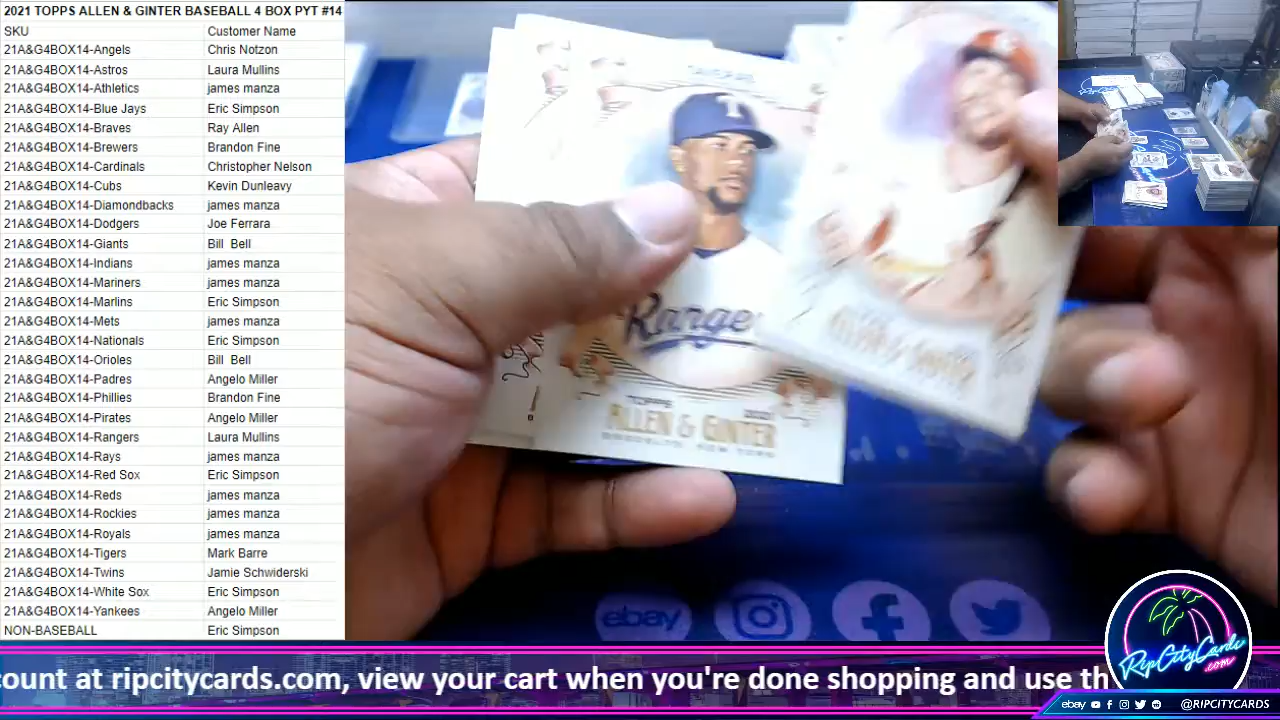 2021 TOPPS ALLEN & GINTER BASEBALL 4 BOX PYT #14
SKU Customer Name
21A&G4BOX14-Angels Chris Notzon
21A&G4BOX14-Astros Laura Mullins
21A&G4BOX14-Athletics james manza
21A&G4BOX14-Blue Jays Eric Simpson
21A&G4BOX14-Braves Ray Allen
21A&G4BOX14-Brewers Brandon Fine
21A&G4BOX14-Cardinals Christopher Nelson
21A&G4BOX14-Cubs Kevin Dunleavy
21A&G4BOX14-Diamondbacks james manza
21A&G4BOX14-Dodgers Joe Ferrara
21A&G4BOX14-Giants Bill Bell
21A&G4BOX14-Indians james manza
21A&G4BOX14-Mariners james manza
21A&G4BOX14-Marlins Eric Simpson
21A&G4BOX14-Mets james manza
21A&G4BOX14-Nationals Eric Simpson
21A&G4BOX14-Orioles Bill Bell
21A&G4BOX14-Padres Angelo Miller
21A&G4BOX14-Phillies Brandon Fine
21A&G4BOX14-Pirates Angelo Miller
21A&G4BOX14-Rangers Laura Mullins
21A&G4BOX14-Rays james manza
21A&G4BOX14-Red Sox Eric Simpson
21A&G4BOX14-Reds james manza
21A&G4BOX14-Rockies james manza
21A&G4BOX14-Royals james manza
21A&G4BOX14-Tigers Mark Barre
21A&G4BOX14-Twins Jamie Schwiderski
21A&G4BOX14-White Sox Eric Simpson
21A&G4BOX14-Yankees Angelo Miller
NON-BASEBALL Eric Simpson
T
Range
TOPPS 2021
ALLEN & GINTER
BROOKLYN NEW YORK
ebay
count at ripcitycards.com, view your cart when you're done shopping and use th
RipCityCards
.com
ebay @RIPCITYCARDS